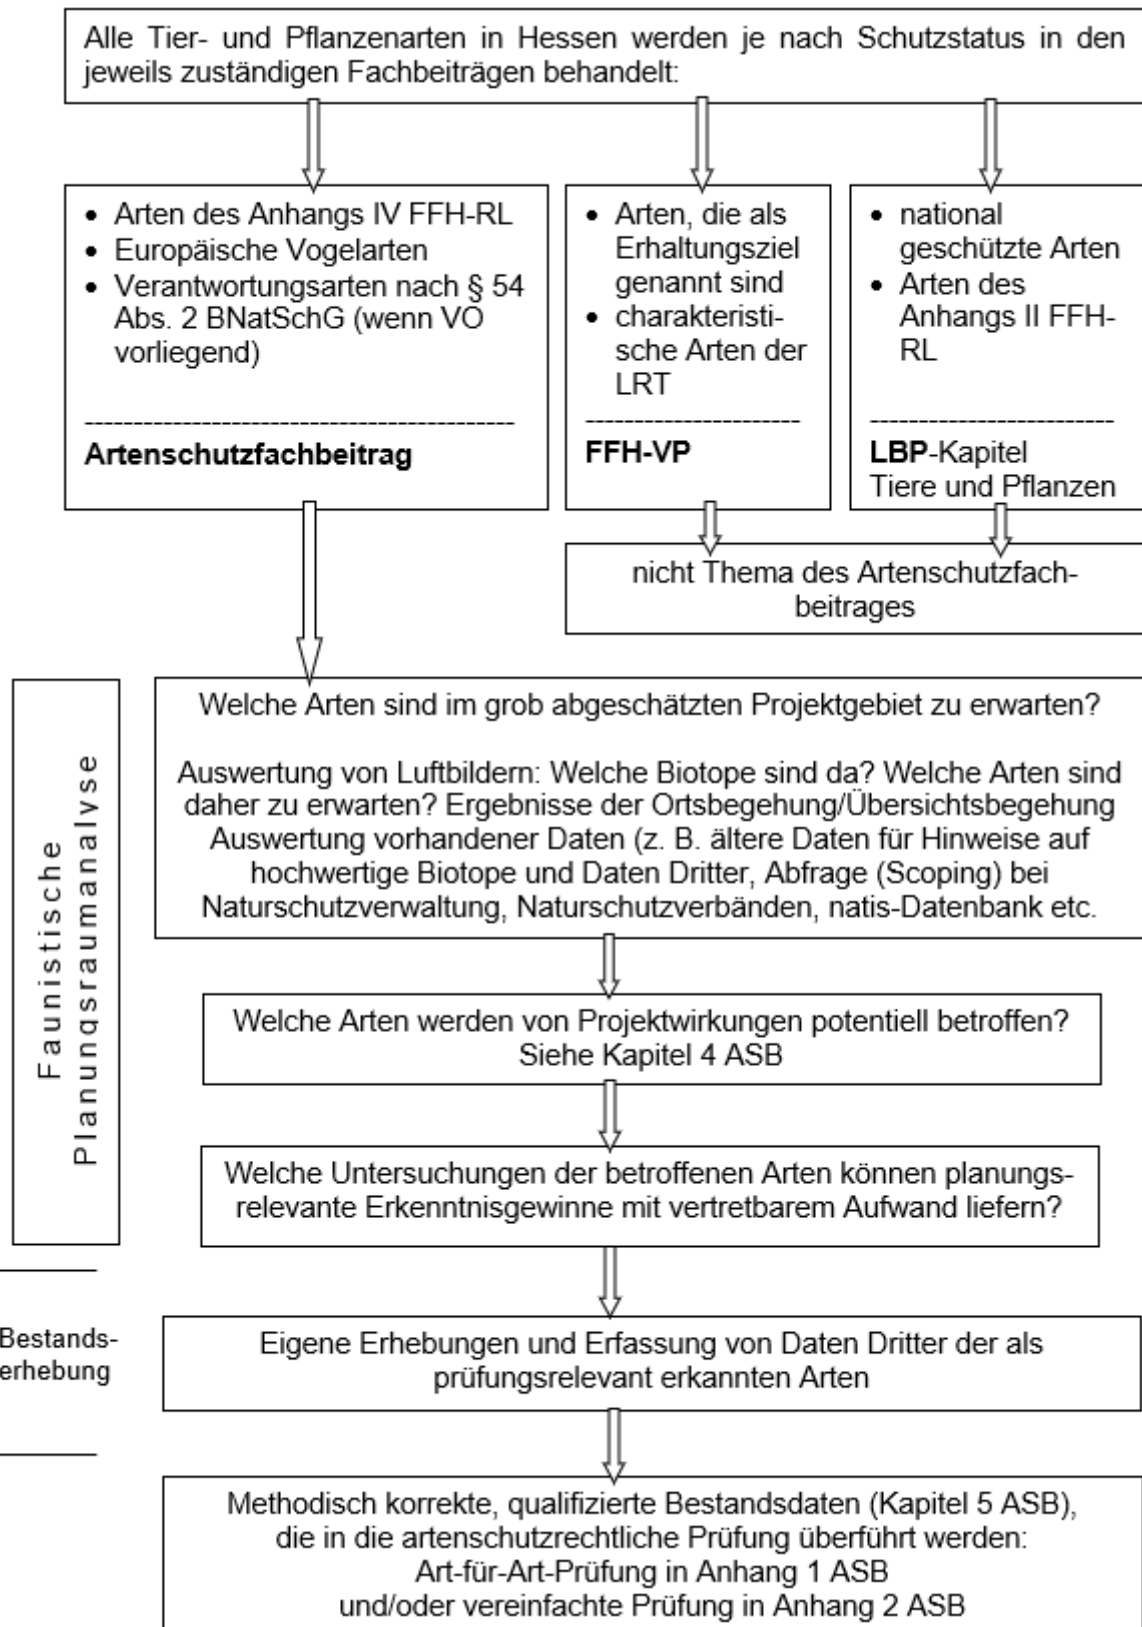 Alle Tier- und Pflanzenarten in Hessen werden je nach Schutzstatus in den
jeweils zuständigen Fachbeiträgen behandelt:
• Arten des Anhangs IV FFH-RL
• Europäische Vogelarten
• Verantwortungsarten nach § 54
Abs. 2 BNatSchG (wenn VO
vorliegend)
--------------------------------------------
Artenschutzfachbeitrag
• Arten, die als
Erhaltungsziel
genannt sind
• charakteristi-
sche Arten der
LRT
----------------------
FFH-VP
• national
geschützte Arten
• Arten des
Anhangs II FFH-
RL
-------------------------
LBP-Kapitel
Tiere und Pflanzen
nicht Thema des Artenschutzfach-
beitrages
Faunistische
Planungsraumanalyse
Welche Arten sind im grob abgeschätzten Projektgebiet zu erwarten?
Auswertung von Luftbildern: Welche Biotope sind da? Welche Arten sind
daher zu erwarten? Ergebnisse der Ortsbegehung/Übersichtsbegehung
Auswertung vorhandener Daten (z. B. ältere Daten für Hinweise auf
hochwertige Biotope und Daten Dritter, Abfrage (Scoping) bei
Naturschutzverwaltung, Naturschutzverbänden, natis-Datenbank etc.
Welche Arten werden von Projektwirkungen potentiell betroffen?
Siehe Kapitel 4 ASB
Welche Untersuchungen der betroffenen Arten können planungs-
relevante Erkenntnisgewinne mit vertretbarem Aufwand liefern?
Bestands-
erhebung
Eigene Erhebungen und Erfassung von Daten Dritter der als
prüfungsrelevant erkannten Arten
Methodisch korrekte, qualifizierte Bestandsdaten (Kapitel 5 ASB),
die in die artenschutzrechtliche Prüfung überführt werden:
Art-für-Art-Prüfung in Anhang 1 ASB
und/oder vereinfachte Prüfung in Anhang 2 ASB